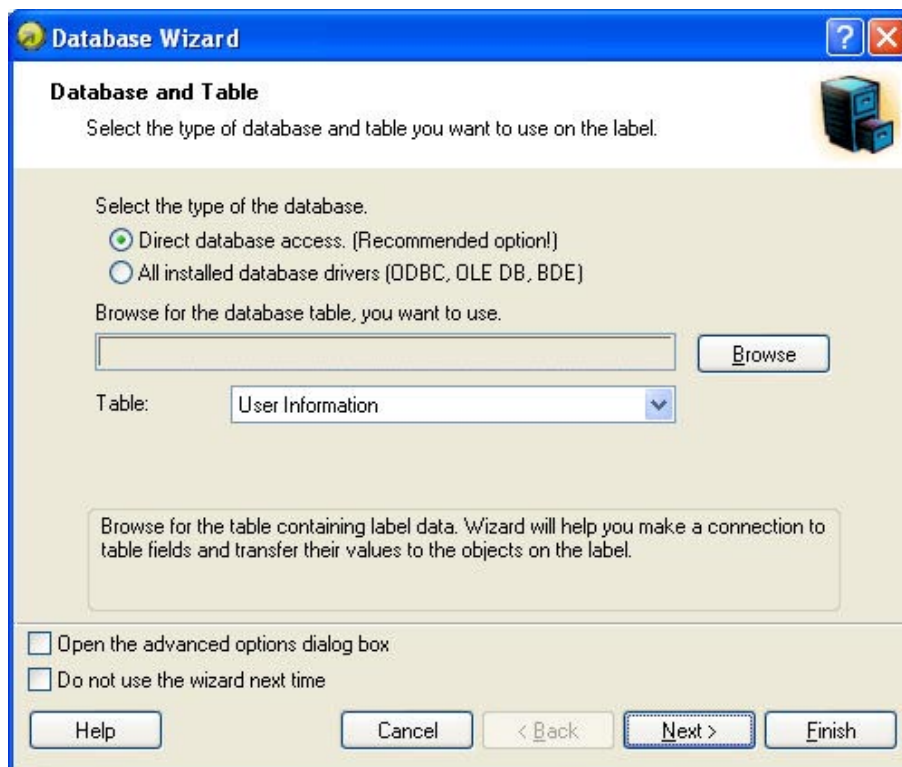 Database Wizard
Database and Table
Select the type of database and table you want to use on the label.
Select the type of the database.
Direct database access. (Recommended option!)
All installed database drivers (ODBC, OLE DB, BDE)
Browse for the database table, you want to use.
Browse
Table:
User Information
Browse for the table containing label data. Wizard will help you make a connection to
table fields and transfer their values to the objects on the label.
Open the advanced options dialog box
Do not use the wizard next time
Help
Cancel
< Back
Next >
Finish